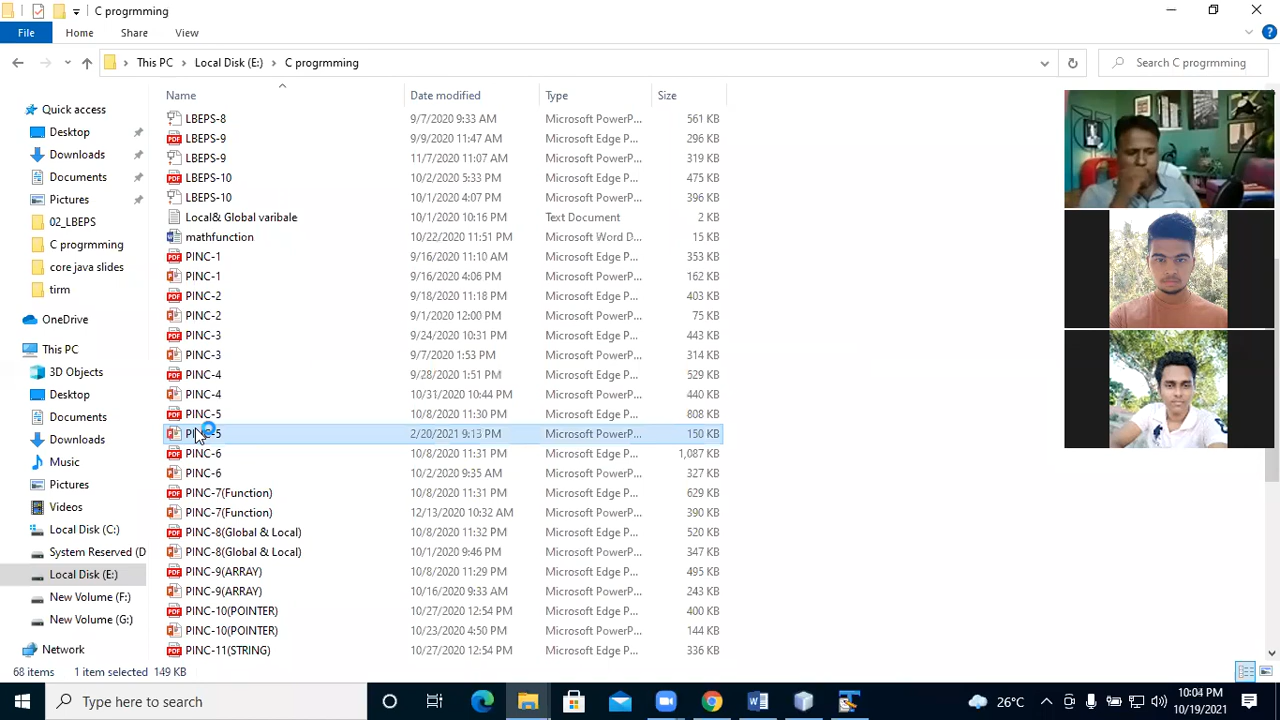 C progrmming
File Home Share View
This PC Local Disk (E:) C progrmming Search C progrmming
Name Date modified Type Size
Quick access
Desktop
Downloads
Documents
Pictures
02_LBEPS
C progrmming
core java slides
tirm
OneDrive
This PC
3D Objects
Desktop
Documents
Downloads
Music
Pictures
Videos
Local Disk (C:)
System Reserved (D
Local Disk (E:)
New Volume (F:)
New Volume (G:)
Network
LBEPS-8 9/7/2020 9:33 AM Microsoft PowerP... 561 KB
LBEPS-9 9/9/2020 11:47 AM Microsoft Edge P... 296 KB
LBEPS-9 11/7/2020 11:07 AM Microsoft PowerP... 319 KB
LBEPS-10 10/2/2020 5:33 PM Microsoft Edge P... 475 KB
LBEPS-10 10/1/2020 4:07 PM Microsoft PowerP... 396 KB
Local& Global varibale 10/1/2020 10:16 PM Text Document 2 KB
mathfunction 10/22/2020 11:51 PM Microsoft Word D... 15 KB
PINC-1 9/16/2020 11:10 AM Microsoft Edge P... 353 KB
PINC-1 9/16/2020 4:06 PM Microsoft PowerP... 162 KB
PINC-2 9/18/2020 11:18 PM Microsoft Edge P... 403 KB
PINC-2 9/1/2020 12:00 PM Microsoft PowerP... 75 KB
PINC-3 9/24/2020 10:31 PM Microsoft Edge P... 443 KB
PINC-3 9/7/2020 1:53 PM Microsoft PowerP... 314 KB
PINC-4 9/28/2020 1:51 PM Microsoft Edge P... 529 KB
PINC-4 10/31/2020 10:44 PM Microsoft PowerP... 440 KB
PINC-5 10/8/2020 11:30 PM Microsoft Edge P... 808 KB
PINC-5 2/20/2021 9:13 PM Microsoft PowerP... 150 KB
PINC-6 10/8/2020 11:31 PM Microsoft Edge P... 1,087 KB
PINC-6 10/2/2020 9:35 AM Microsoft PowerP... 327 KB
PINC-7(Function) 10/8/2020 11:31 PM Microsoft Edge P... 629 KB
PINC-7(Function) 12/13/2020 10:32 AM Microsoft PowerP... 390 KB
PINC-8(Global & Local) 10/8/2020 11:32 PM Microsoft Edge P... 520 KB
PINC-8(Global & Local) 10/1/2020 9:46 PM Microsoft PowerP... 347 KB
PINC-9(ARRAY) 10/8/2020 11:29 PM Microsoft Edge P... 495 KB
PINC-9(ARRAY) 10/16/2020 9:33 AM Microsoft PowerP... 243 KB
PINC-10(POINTER) 10/27/2020 12:54 PM Microsoft Edge P... 400 KB
PINC-10(POINTER) 10/23/2020 4:50 PM Microsoft PowerP... 144 KB
PINC-11(STRING) 10/27/2020 12:54 PM Microsoft Edge P... 336 KB
68 items 1 item selected 149 KB
Type here to search 26°C 10:04 PM
10/19/2021